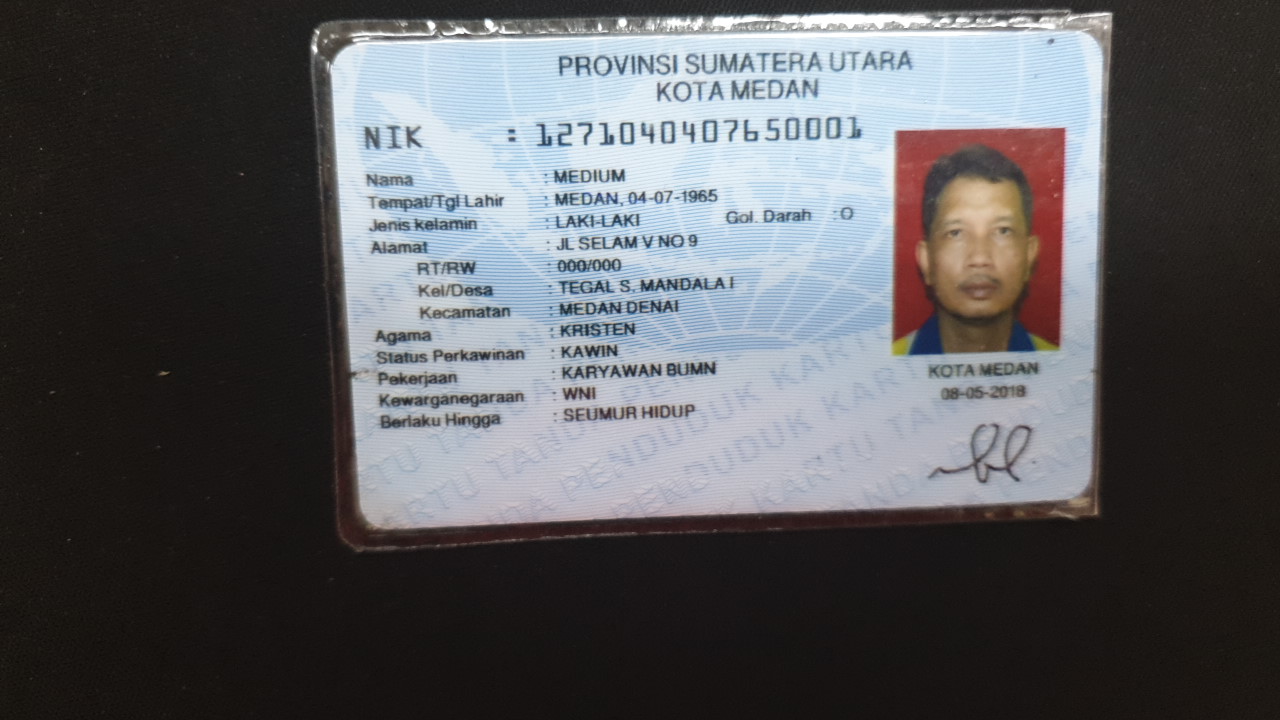 PROVINSI SUMATERA UTARA
KOTA MEDAN
NIK : 1271040407650001
Nama : MEDIUM
Tempat/Tgl Lahir : MEDAN, 04-07-1965
Jenis kelamin : LAKI-LAKI Gol. Darah : O
Alamat : JL SELAM V NO 9
RT/RW : 000/000
Kel/Desa : TEGAL S. MANDALA I
Kecamatan : MEDAN DENAI
Agama : KRISTEN
Status Perkawinan : KAWIN
Pekerjaan : KARYAWAN BUMN
Kewarganegaraan : WNI
Berlaku Hingga : SEUMUR HIDUP
KOTA MEDAN
08-05-2018